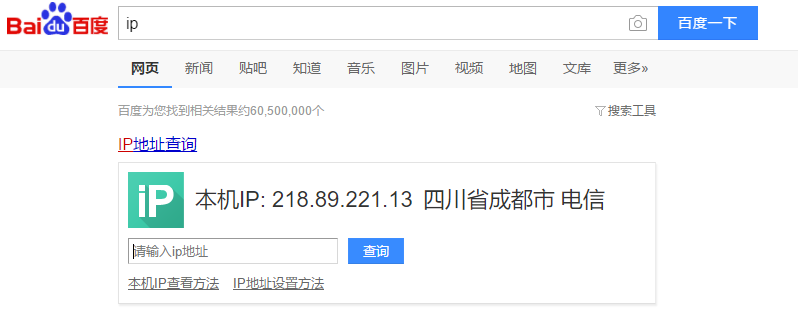 Bai du 百度 ip 百度一下
网页 新闻 贴吧 知道 音乐 图片 视频 地图 文库 更多»
百度为您找到相关结果约60,500,000个 搜索工具
IP地址查询
iP 本机IP: 218.89.221.13 四川省成都市 电信
请输入ip地址 查询
本机IP查看方法 IP地址设置方法